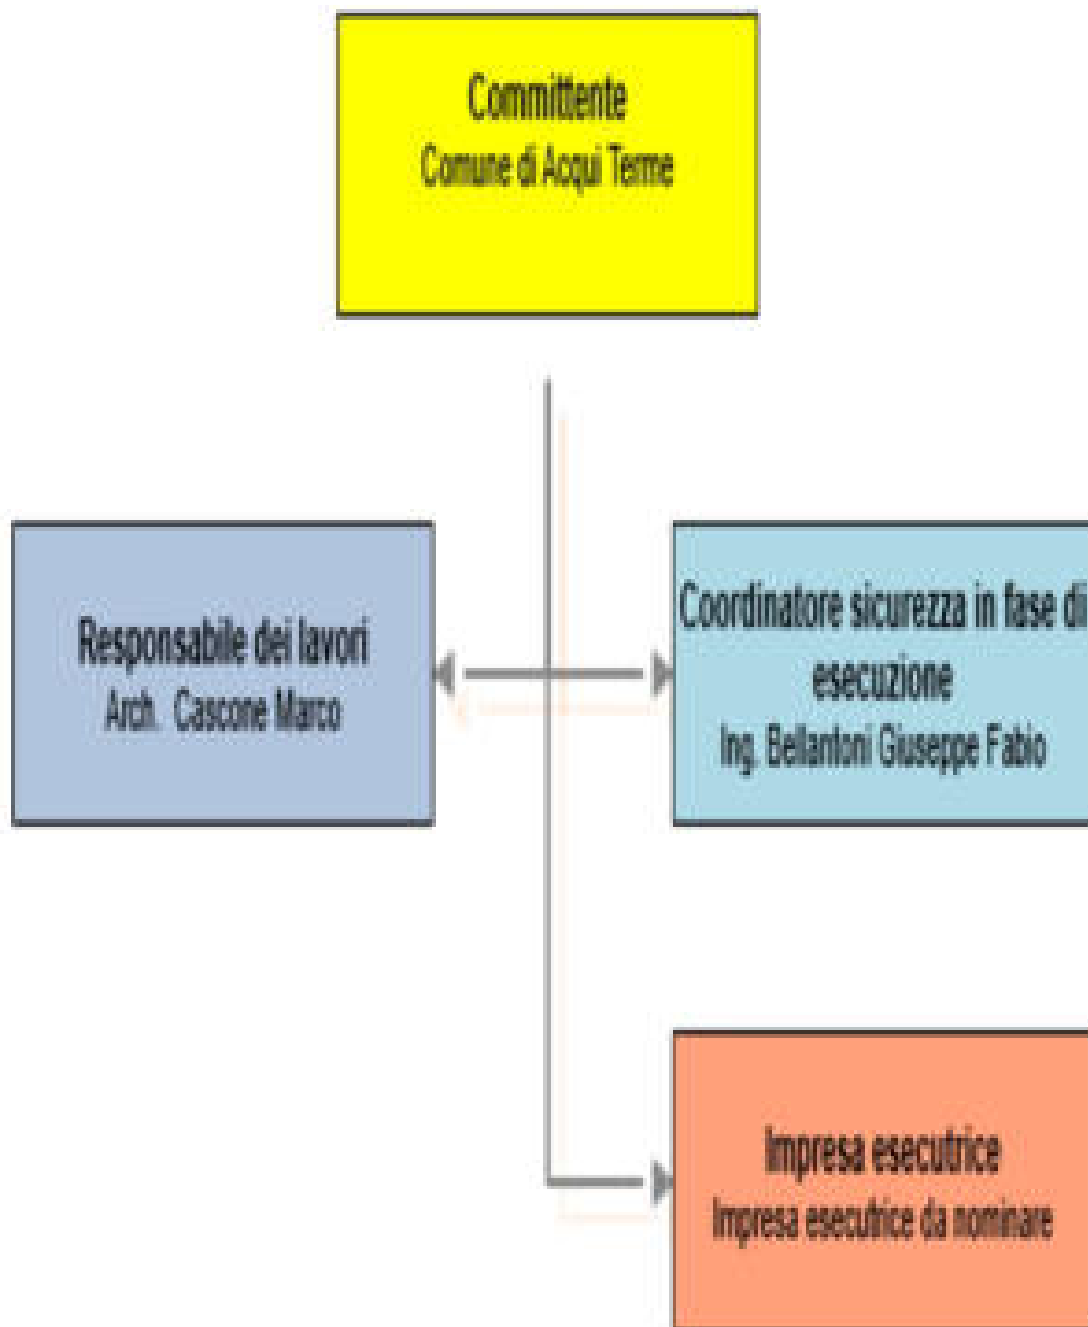 Committente
Comune di Acqui Terme
Responsabile dei lavori
Arch. Cascone Marco
Coordinatore sicurezza in fase di
esecuzione
Ing. Bellantoni Giuseppe Fabio
Impresa esecutrice
Impresa esecutrice da nominare